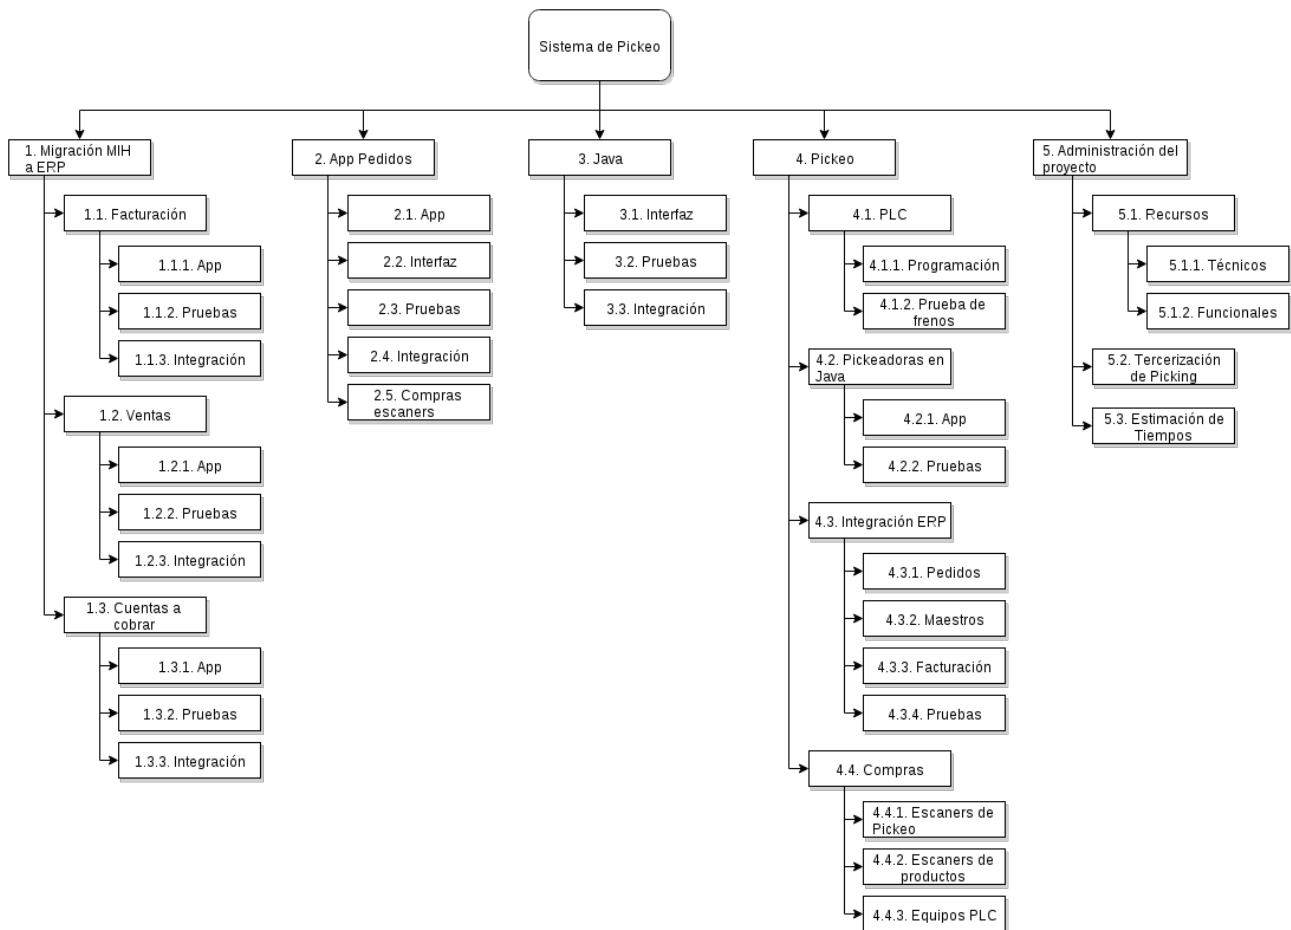 Sistema de Pickeo
1. Migración MIH
a ERP
1.1. Facturación
1.1.1. App
1.1.2. Pruebas
1.1.3. Integración
1.2. Ventas
1.2.1. App
1.2.2. Pruebas
1.2.3. Integración
1.3. Cuentas a
cobrar
1.3.1. App
1.3.2. Pruebas
1.3.3. Integración
2. App Pedidos
2.1. App
2.2. Interfaz
2.3. Pruebas
2.4. Integración
2.5. Compras
escaners
3. Java
3.1. Interfaz
3.2. Pruebas
3.3. Integración
4. Pickeo
4.1. PLC
4.1.1. Programación
4.1.2. Prueba de
frenos
4.2. Pickeadoras en
Java
4.2.1. App
4.2.2. Pruebas
4.3. Integración ERP
4.3.1. Pedidos
4.3.2. Maestros
4.3.3. Facturación
4.3.4. Pruebas
4.4. Compras
4.4.1. Escaners de
Pickeo
4.4.2. Escaners de
productos
4.4.3. Equipos PLC
5. Administración del
proyecto
5.1. Recursos
5.1.1. Técnicos
5.1.2. Funcionales
5.2. Tercerización
de Picking
5.3. Estimación de
Tiempos